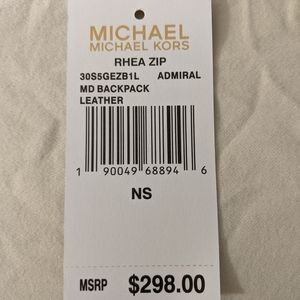 MICHAEL
MICHAEL KORS
RHEA ZIP
30S5GEZB1L ADMIRAL
MD BACKPACK
LEATHER
1 90049 68894 6
NS
MSRP $298.00